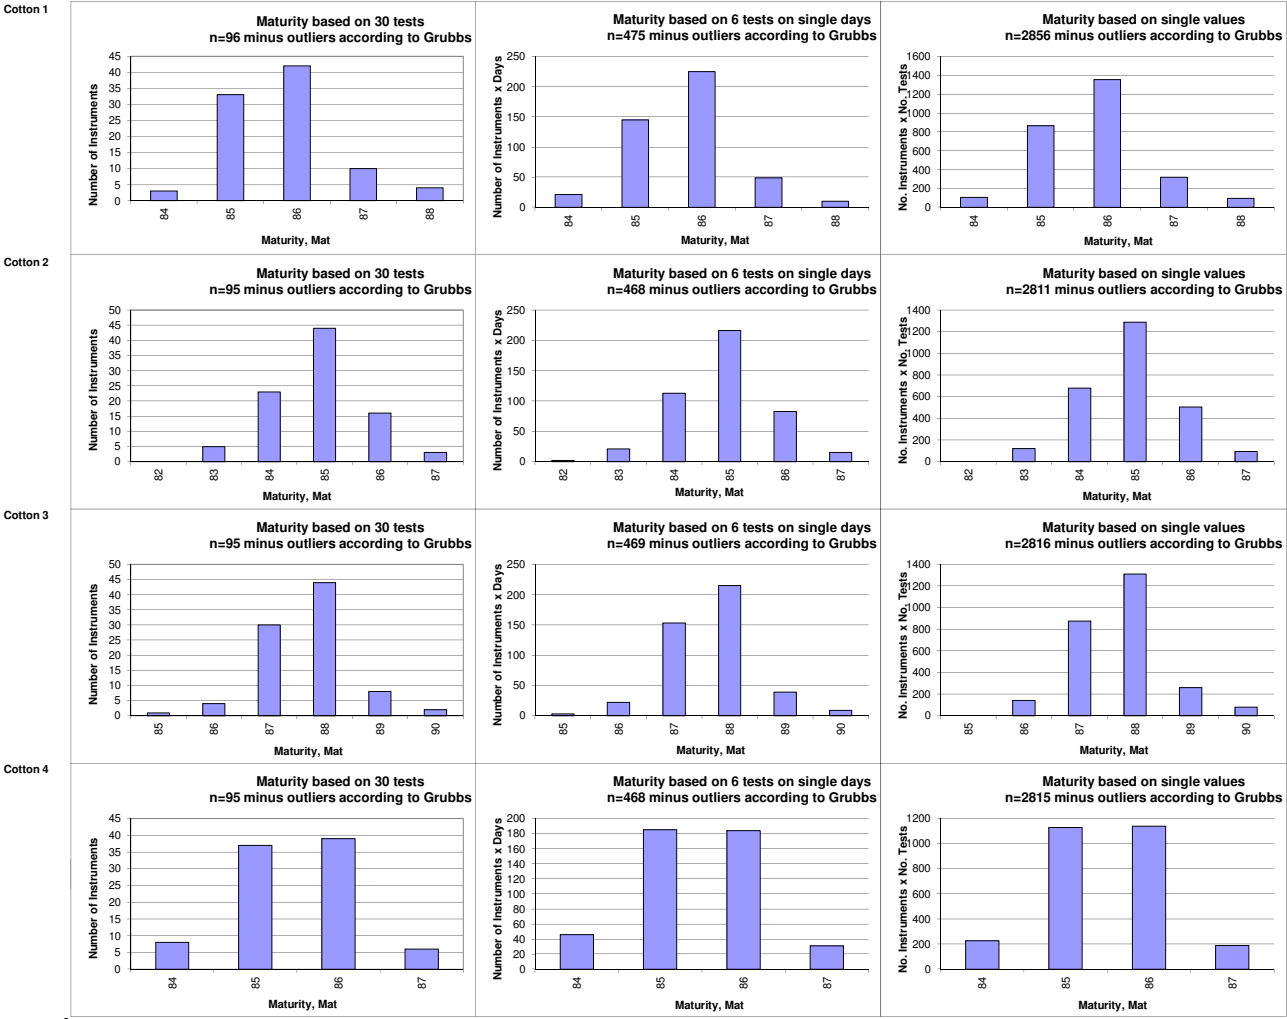 Cotton 1
Maturity based on 30 tests
n=96 minus outliers according to Grubbs
Number of Instruments
45
40
35
30
25
20
15
10
5
0
84 85 86 87 88
Maturity, Mat
Maturity based on 6 tests on single days
n=475 minus outliers according to Grubbs
Number of Instruments x Days
250
200
150
100
50
0
84 85 86 87 88
Maturity, Mat
Maturity based on single values
n=2856 minus outliers according to Grubbs
No. Instruments x No. Tests
1600
1400
1200
1000
800
600
400
200
0
84 85 86 87 88
Maturity, Mat
Cotton 2
Maturity based on 30 tests
n=95 minus outliers according to Grubbs
Number of Instruments
50
45
40
35
30
25
20
15
10
5
0
82 83 84 85 86 87
Maturity, Mat
Maturity based on 6 tests on single days
n=468 minus outliers according to Grubbs
Number of Instruments x Days
250
200
150
100
50
0
82 83 84 85 86 87
Maturity, Mat
Maturity based on single values
n=2811 minus outliers according to Grubbs
No. Instruments x No. Tests
1400
1200
1000
800
600
400
200
0
82 83 84 85 86 87
Maturity, Mat
Cotton 3
Maturity based on 30 tests
n=95 minus outliers according to Grubbs
Number of Instruments
50
45
40
35
30
25
20
15
10
5
0
85 86 87 88 89 90
Maturity, Mat
Maturity based on 6 tests on single days
n=469 minus outliers according to Grubbs
Number of Instruments x Days
250
200
150
100
50
0
85 86 87 88 89 90
Maturity, Mat
Maturity based on single values
n=2816 minus outliers according to Grubbs
No. Instruments x No. Tests
1400
1200
1000
800
600
400
200
0
85 86 87 88 89 90
Maturity, Mat
Cotton 4
Maturity based on 30 tests
n=95 minus outliers according to Grubbs
Number of Instruments
45
40
35
30
25
20
15
10
5
0
84 85 86 87
Maturity, Mat
Maturity based on 6 tests on single days
n=468 minus outliers according to Grubbs
Number of Instruments x Days
200
180
160
140
120
100
80
60
40
20
0
84 85 86 87
Maturity, Mat
Maturity based on single values
n=2815 minus outliers according to Grubbs
No. Instruments x No. Tests
1200
1000
800
600
400
200
0
84 85 86 87
Maturity, Mat